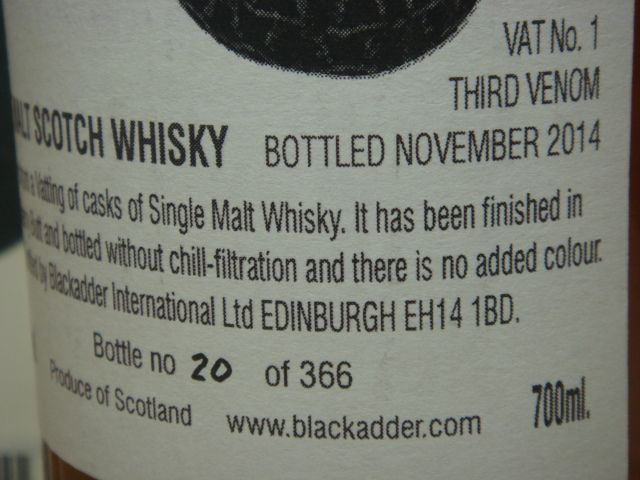 VAT No. 1
THIRD VENOM
SCOTCH WHISKY BOTTLED NOVEMBER 2014
a Vatting of casks of Single Malt Whisky. It has been finished in
and bottled without chill-filtration and there is no added colour.
by Blackadder International Ltd EDINBURGH EH14 1BD.
Bottle no 20 of 366
Produce of Scotland www.blackadder.com 700ml.